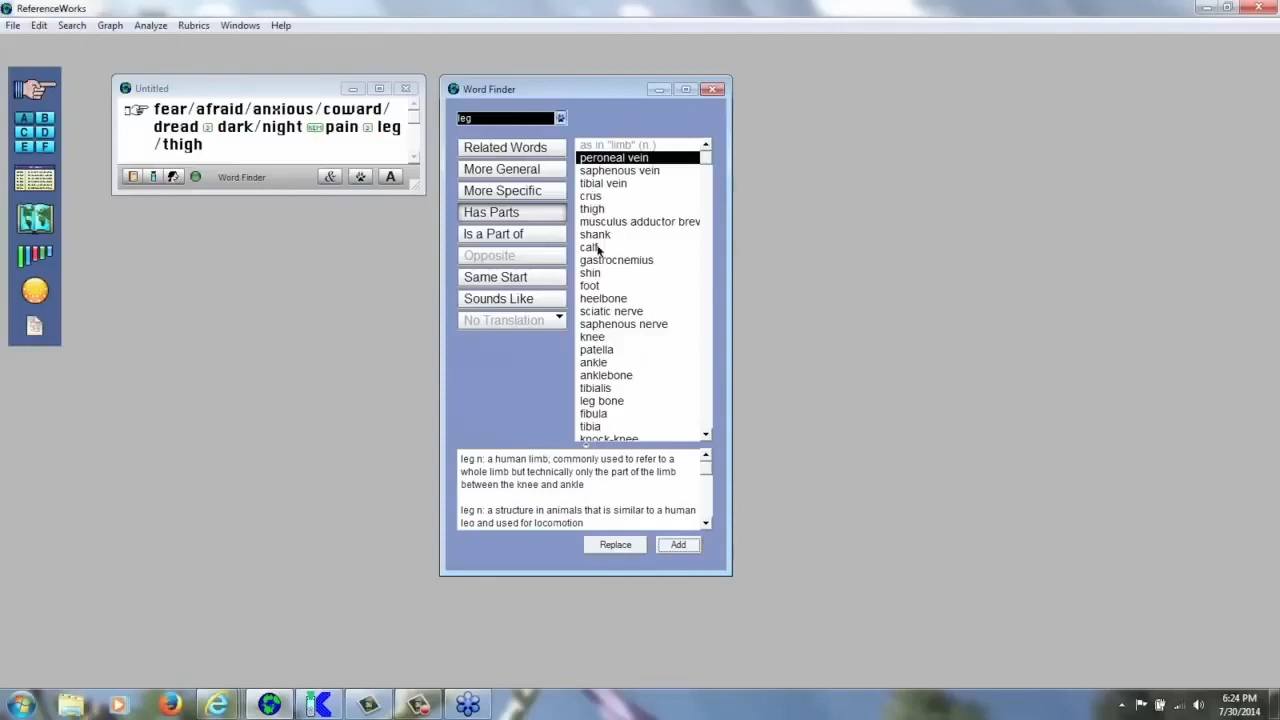 ReferenceWorks
File Edit Search Graph Analyze Rubrics Windows Help
A B
C D
E F
Untitled
fear/afraid/anxious/coward/
dread 2 dark/night pain 2 leg
/thigh
Word Finder
& A
Word Finder
leg
Related Words
More General
More Specific
Has Parts
Is a Part of
Opposite
Same Start
Sounds Like
No Translation
as in "limb" (n.)
peroneal vein
saphenous vein
tibial vein
crus
thigh
musculus adductor brev
shank
calf
gastrocnemius
shin
foot
heelbone
sciatic nerve
saphenous nerve
knee
patella
ankle
anklebone
tibialis
leg bone
fibula
tibia
knock-knee
leg n: a human limb; commonly used to refer to a
whole limb but technically only the part of the limb
between the knee and ankle
leg n: a structure in animals that is similar to a human
leg and used for locomotion
Replace Add
6:24 PM
7/30/2014